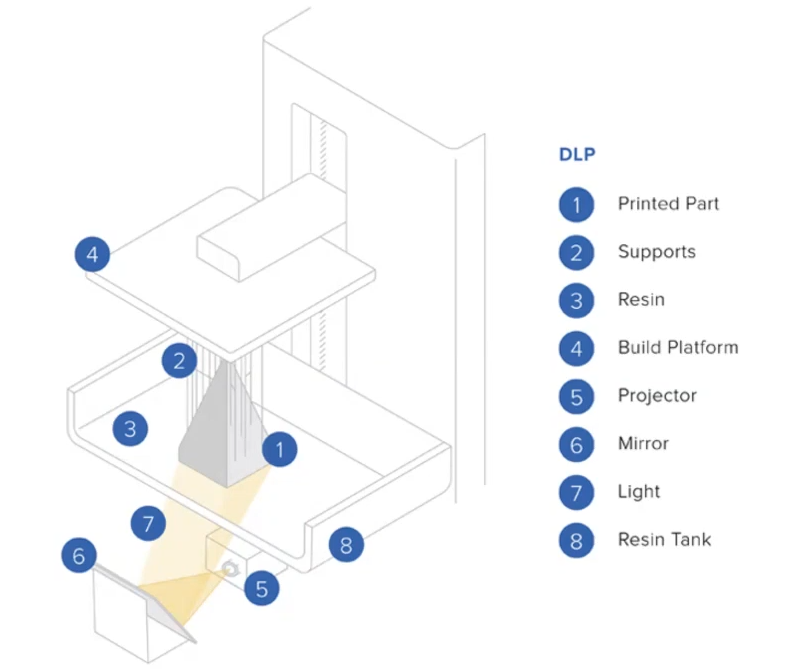 DLP
1 Printed Part
2 Supports
3 Resin
4 Build Platform
5 Projector
6 Mirror
7 Light
8 Resin Tank
4
2
3
1
7
6
5
8